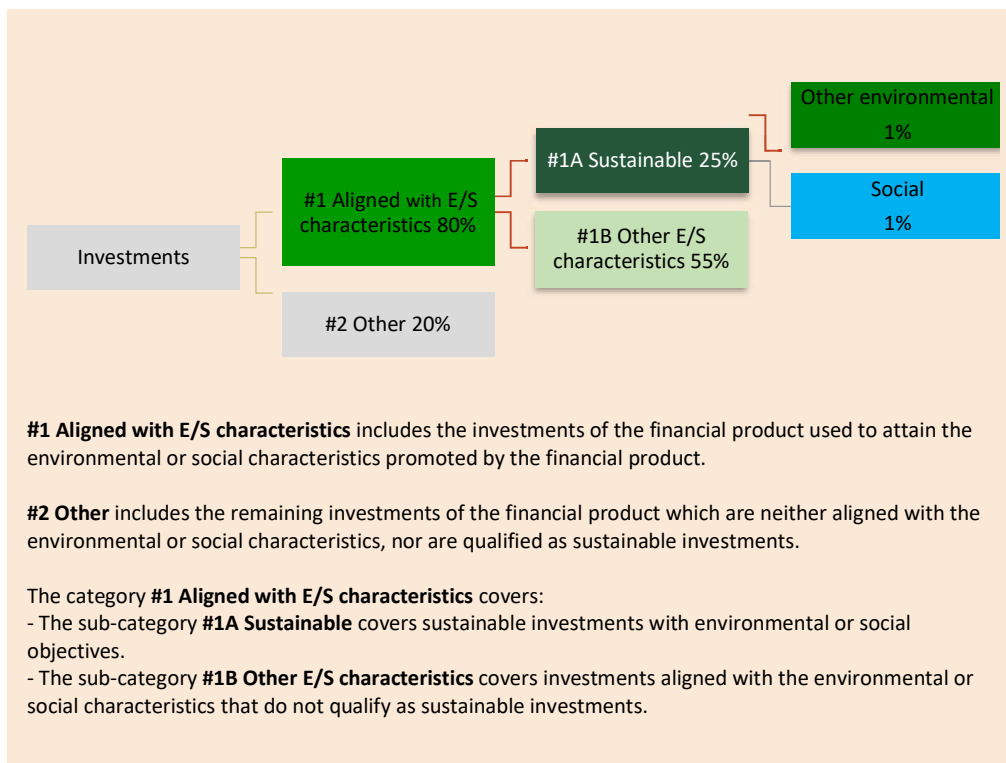 Other environmental
1%
#1A Sustainable 25%
Social
1%
#1 Aligned with E/S
characteristics 80%
#1B Other E/S
characteristics 55%
Investments
#2 Other 20%
#1 Aligned with E/S characteristics includes the investments of the financial product used to attain the
environmental or social characteristics promoted by the financial product.
#2 Other includes the remaining investments of the financial product which are neither aligned with the
environmental or social characteristics, nor are qualified as sustainable investments.
The category #1 Aligned with E/S characteristics covers:
- The sub-category #1A Sustainable covers sustainable investments with environmental or social
objectives.
- The sub-category #1B Other E/S characteristics covers investments aligned with the environmental or
social characteristics that do not qualify as sustainable investments.